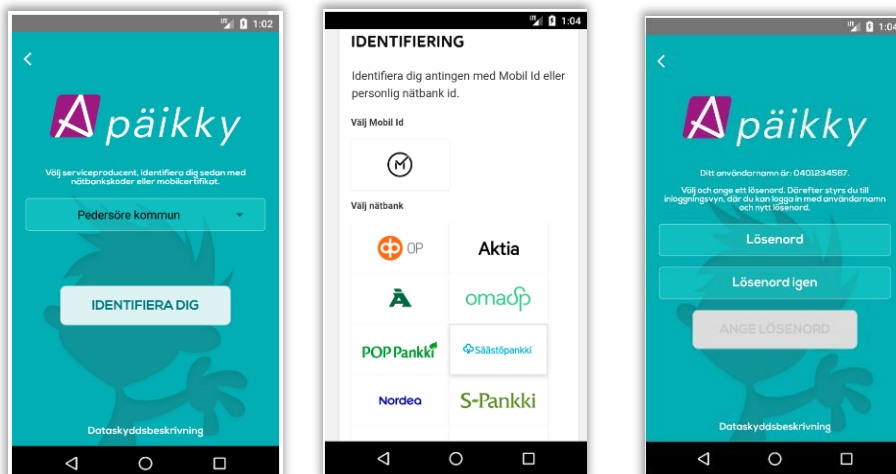 1:02
Apäikky
Välj serviceproducent, identifiera dig sedan med
nätbankskoder eller mobilcertifikat.
Pedersöre kommun
IDENTIFIERA DIG
Dataskyddsbeskrivning
1:04
IDENTIFIERING
Identifiera dig antingen med Mobil Id eller
personlig nätbank id.
Välj Mobil Id
M
Välj nätbank
OP
Aktia
omasp
POP Pankki
Säästöpankki
Nordea
S-Pankki
1:04
Apäikky
Ditt användornamn är: 0401234567.
Välj och ange ett lösenord. Därefter styrs du till
inloggningsvyn, där du kan logga in med användarnamn
och nytt lösenord.
Lösenord
Lösenord igen
ANGE LÖSENORD
Dataskyddsbeskrivning